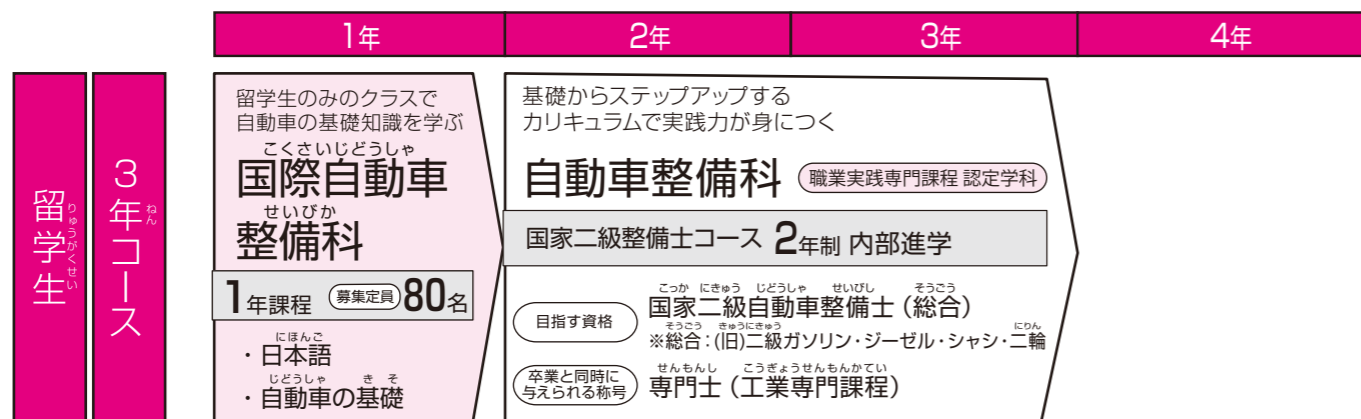 1年
2年
3年
4年
留学生
りゅうがくせい
3年コース
ねん
留学生のみのクラスで
自動車の基礎知識を学ぶ
こくさいじどうしゃ
国際自動車
せいびか
整備科
1年課程 募集定員 80名
にほんご
・日本語
じどうしゃ きそ
・自動車の基礎
基礎からステップアップする
カリキュラムで実践力が身につく
自動車整備科 職業実践専門課程 認定学科
国家二級整備士コース 2年制 内部進学
こっか にきゅう じどうしゃ せいびし そうごう
目指す資格 国家二級自動車整備士(総合)
そうごう きゅうにきゅう にりん
※総合:(旧)二級ガソリン・ジーゼル・シャシ・二輪
せんもんし こうぎょうせんもんかてい
卒業と同時に
与えられる称号
専門士(工業専門課程)